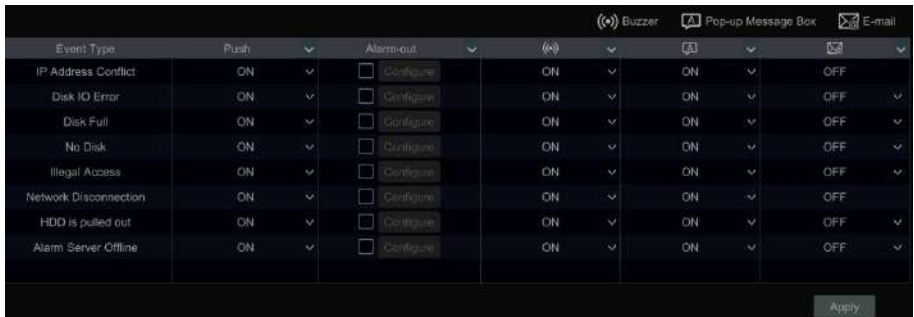 Buzzer Pop-up Message Box E-mail
Event Type Push Alarm-out
IP Address Conflict ON Configure ON ON OFF
Disk IO Error ON Configure ON ON OFF
Disk Full ON Configure ON ON OFF
No Disk ON Configure ON ON OFF
Illegal Access ON Configure ON ON OFF
Network Disconnection ON Configure ON ON OFF
HDD is pulled out ON Configure ON ON OFF
Alarm Server Offline ON Configure ON ON OFF
Apply